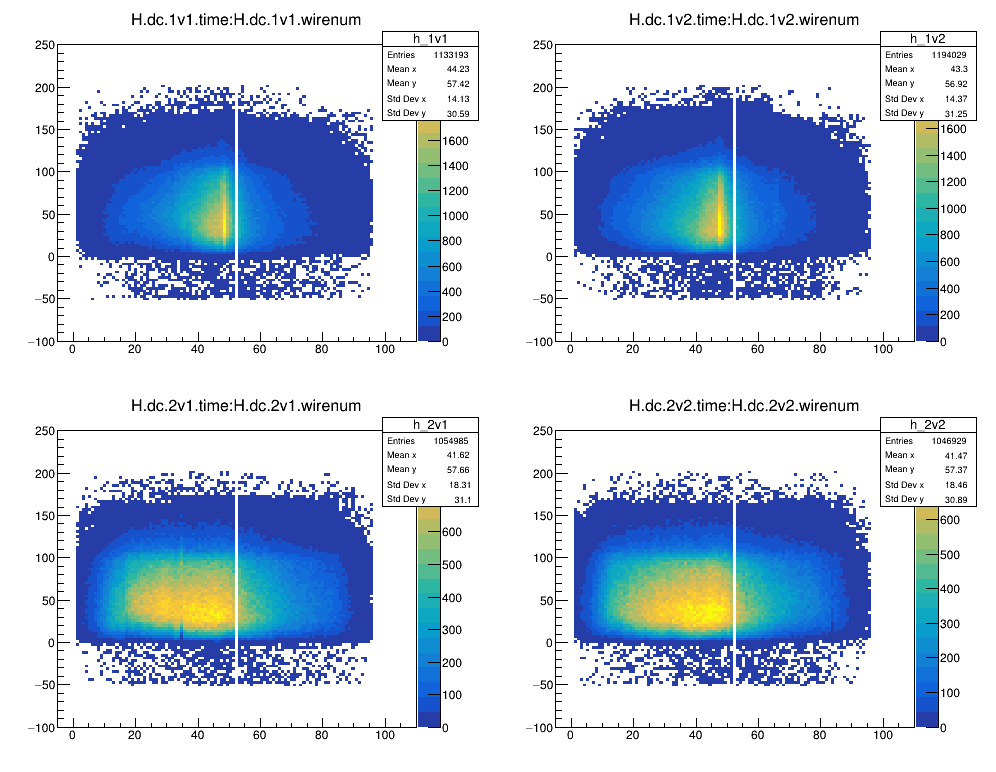 H.dc.1v1.time:H.dc.1v1.wirenum
h_1v1
Entries 1133193
Mean x 44.23
Mean y 57.42
Std Dev x 14.13
Std Dev y 30.59
250
200
150
100
50
0
−50
−100
0 20 40 60 80 100
1600
1400
1200
1000
800
600
400
200
0
H.dc.1v2.time:H.dc.1v2.wirenum
h_1v2
Entries 1194029
Mean x 43.3
Mean y 56.92
Std Dev x 14.37
Std Dev y 31.25
250
200
150
100
50
0
−50
−100
0 20 40 60 80 100
1600
1400
1200
1000
800
600
400
200
0
H.dc.2v1.time:H.dc.2v1.wirenum
h_2v1
Entries 1054985
Mean x 41.62
Mean y 57.66
Std Dev x 18.31
Std Dev y 31.1
250
200
150
100
50
0
−50
−100
0 20 40 60 80 100
600
500
400
300
200
100
0
H.dc.2v2.time:H.dc.2v2.wirenum
h_2v2
Entries 1046929
Mean x 41.47
Mean y 57.37
Std Dev x 18.46
Std Dev y 30.89
250
200
150
100
50
0
−50
−100
0 20 40 60 80 100
600
500
400
300
200
100
0